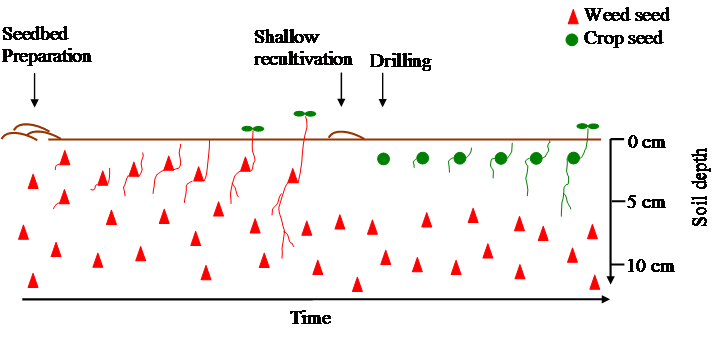 Weed seed
Crop seed
Seedbed
Preparation
Shallow
recultivation
Drilling
0 cm
5 cm
10 cm
Soil depth
Time